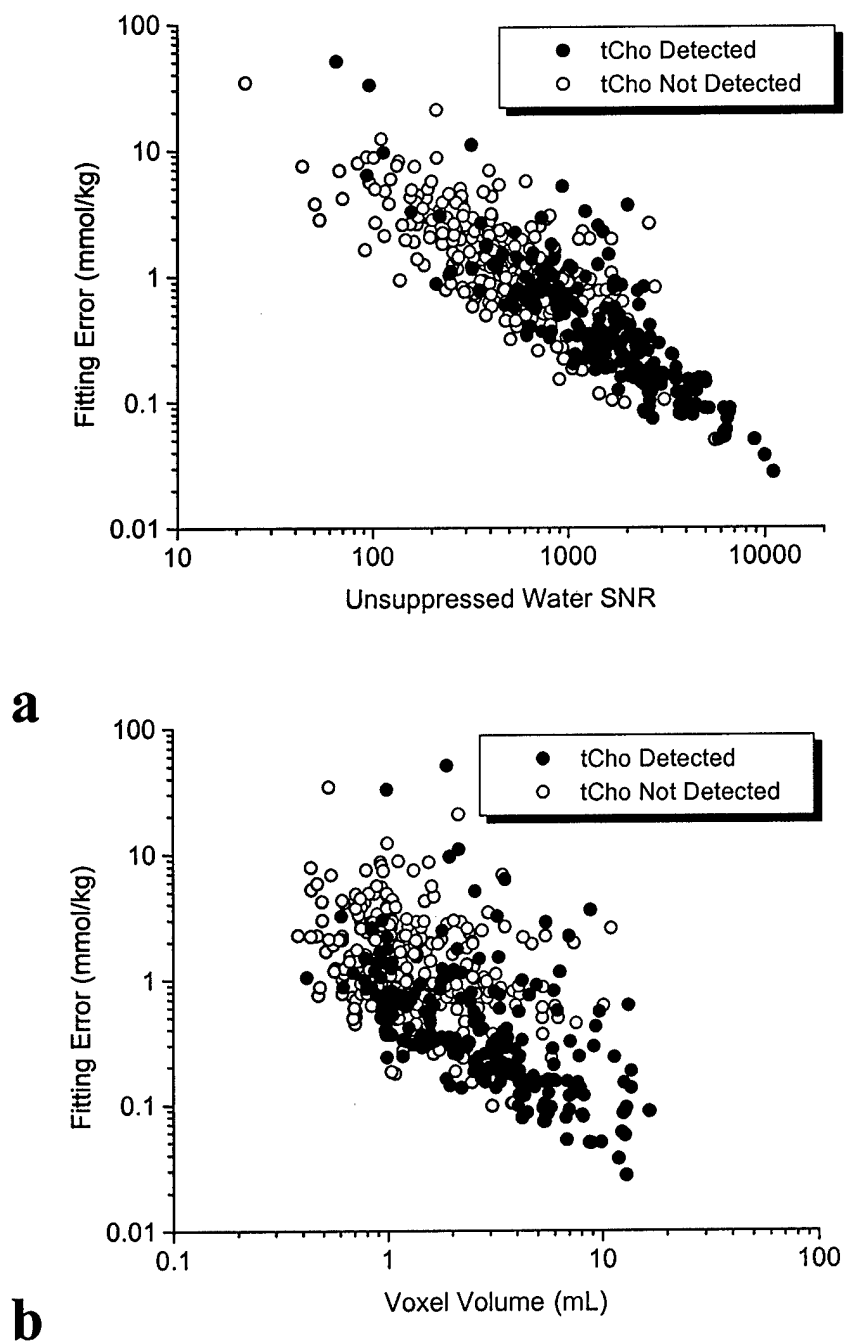 100
tCho Detected
tCho Not Detected
10
1
0.1
0.01
Fitting Error (mmol/kg)
10 100 1000 10000
Unsuppressed Water SNR
a
100
tCho Detected
tCho Not Detected
10
1
0.1
0.01
Fitting Error (mmol/kg)
0.1 1 10 100
Voxel Volume (mL)
b